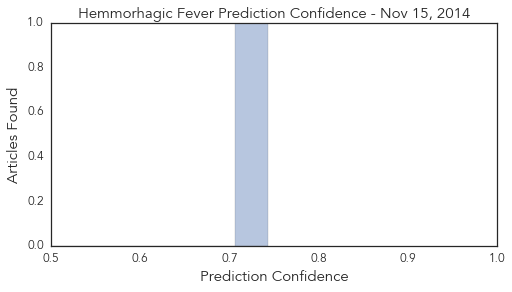 Hemmorhagic Fever Prediction Confidence - Nov 15, 2014
1.0
0.8
0.6
0.4
0.2
0.0
Articles Found
0.5 0.6 0.7 0.8 0.9 1.0
Prediction Confidence